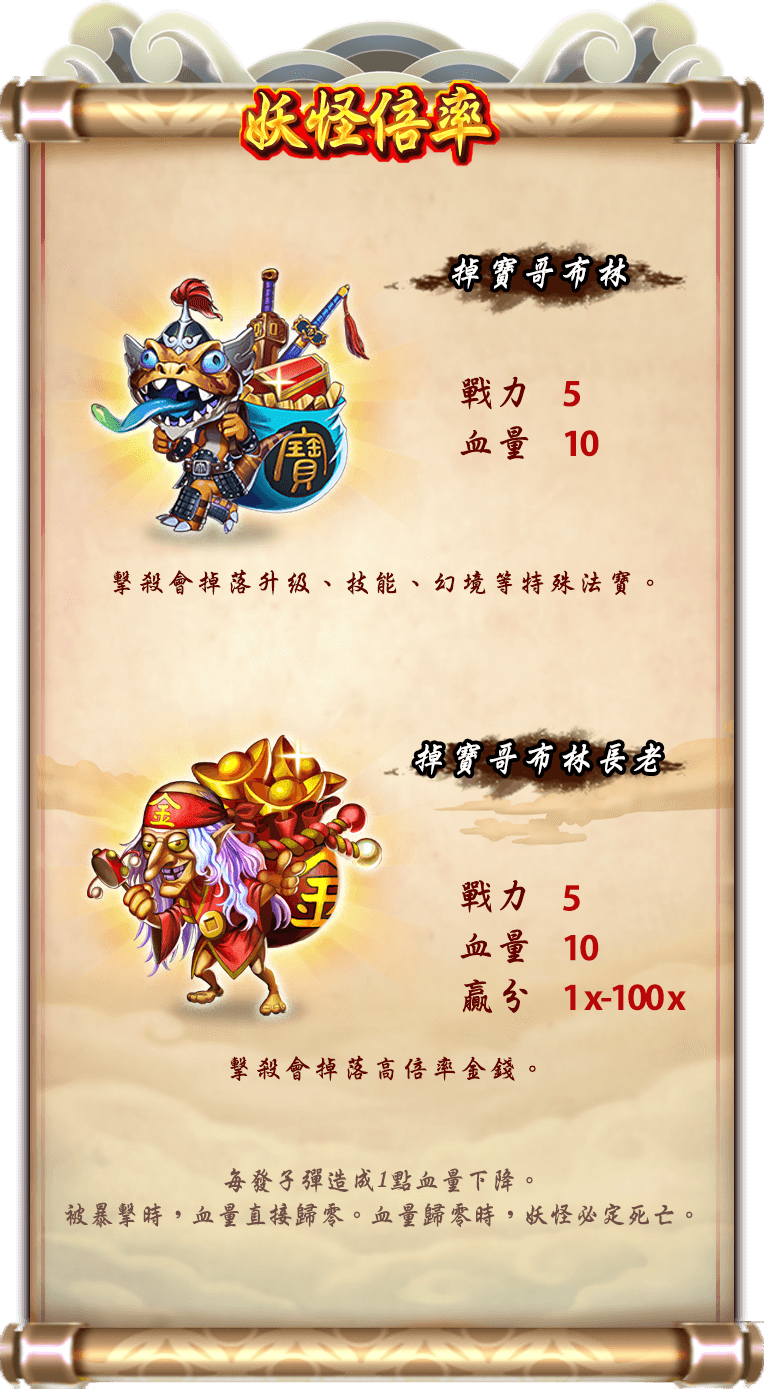 妖怪倍率
掉寶哥布林
戰力 5
血量 10
寶
擊殺會掉落升级、技能、幻境等特殊法寶。
掉寶哥布林長老
金
金
戰力 5
血量 10
贏分 1x-100x
擊殺會掉落高倍率金錢。
每發子彈造成1點血量下降。
被暴擊時，血量直接歸零。血量歸零時，妖怪必定死亡。